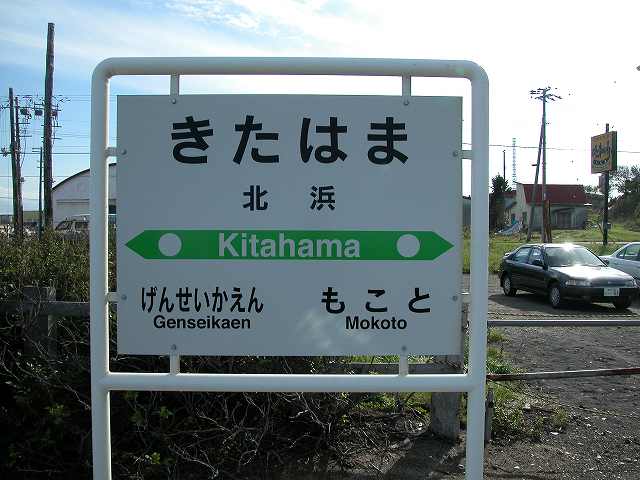 きたはま
北浜
Kitahama
げんせいかえん もこと
Genseikaen Mokoto